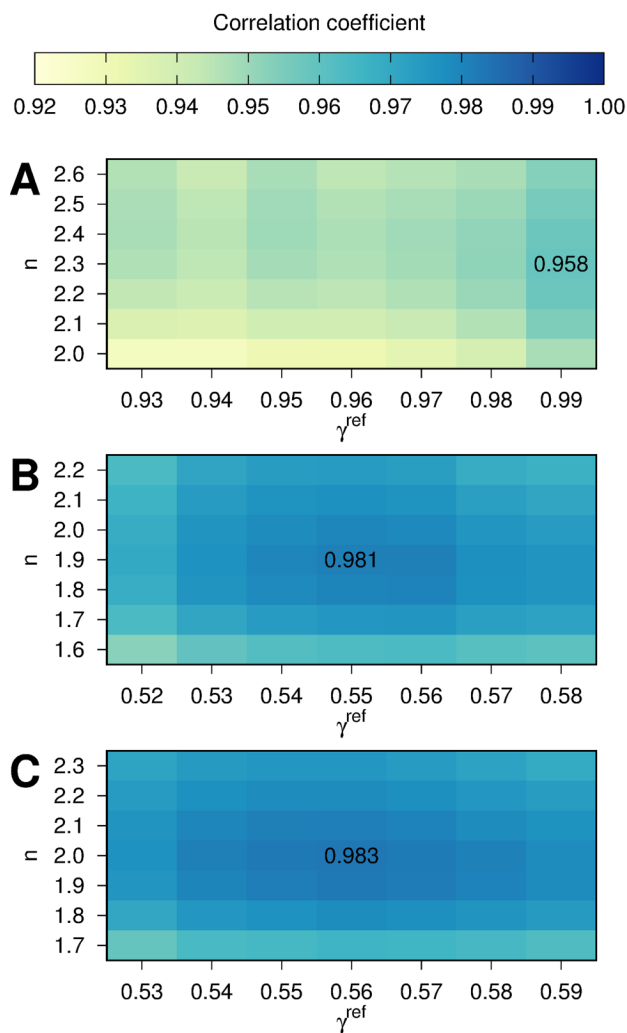 Correlation coefficient
0.92 0.93 0.94 0.95 0.96 0.97 0.98 0.99 1.00
A
2.6
2.5
2.4
n 2.3 0.958
2.2
2.1
2.0
0.93 0.94 0.95 0.96 0.97 0.98 0.99
γ^ref
B
2.2
2.1
2.0
n 1.9 0.981
1.8
1.7
1.6
0.52 0.53 0.54 0.55 0.56 0.57 0.58
γ^ref
C
2.3
2.2
2.1
n 2.0 0.983
1.9
1.8
1.7
0.53 0.54 0.55 0.56 0.57 0.58 0.59
γ^ref